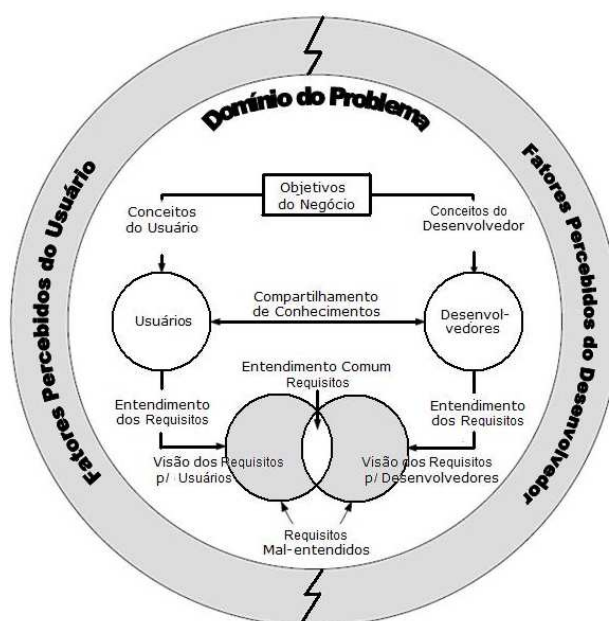 Domínio do Problema
Fatores Percebidos do Usuário
Fatores Percebidos do Desenvolvedor
Objetivos
do Negócio
Conceitos
do Usuário
Conceitos do
Desenvolvedor
Usuários
Compartilhamento
de Conhecimentos
Desenvol-
vedores
Entendimento Comum
Requisitos
Entendimento
dos Requisitos
Entendimento
dos Requisitos
Visão dos Requisitos
p/ Usuários
Visão dos Requisitos
p/ Desenvolvedores
Requisitos
Mal-entendidos